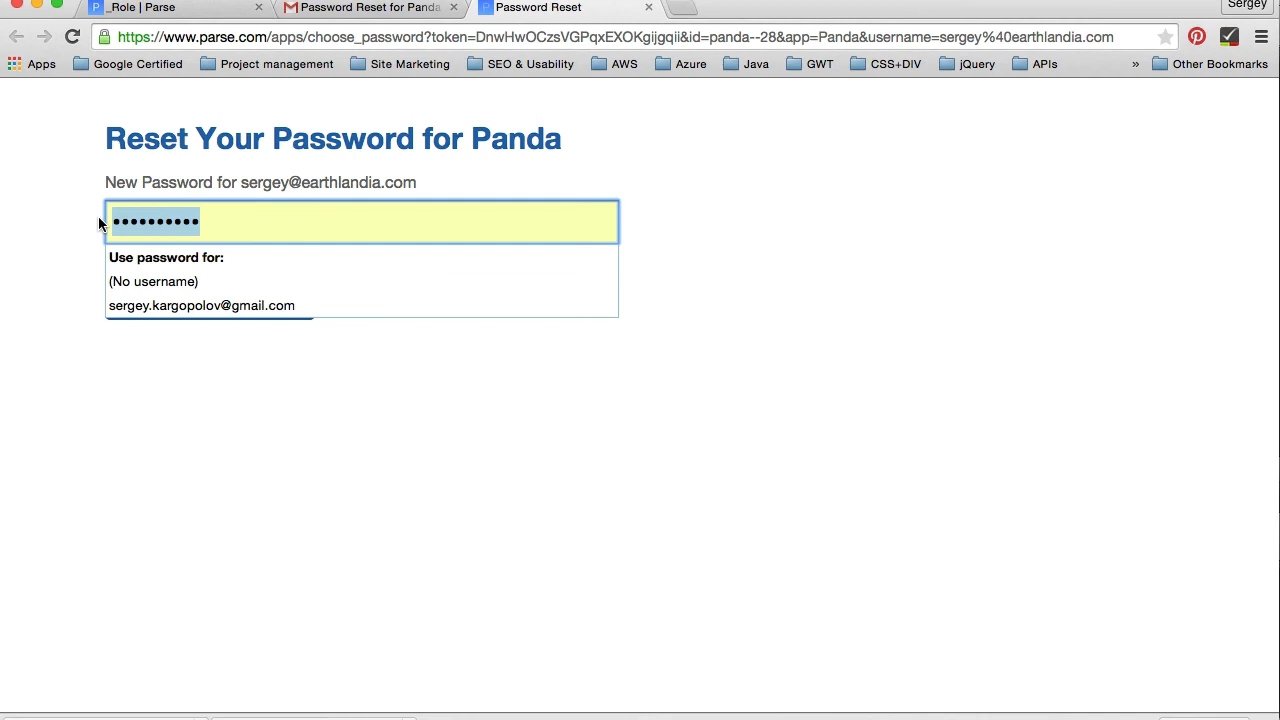 _Role | Parse
Password Reset for Panda
Password Reset
Sergey
https://www.parse.com/apps/choose_password?token=DnwHwOCzsVGPqxEXOKgijgqii&id=panda--28&app=Panda&username=sergey%40earthlandia.com
Apps
Google Certified
Project management
Site Marketing
SEO & Usability
AWS
Azure
Java
GWT
CSS+DIV
jQuery
APIs
»
Other Bookmarks
Reset Your Password for Panda
New Password for sergey@earthlandia.com
••••••••••
Use password for:
(No username)
sergey.kargopolov@gmail.com